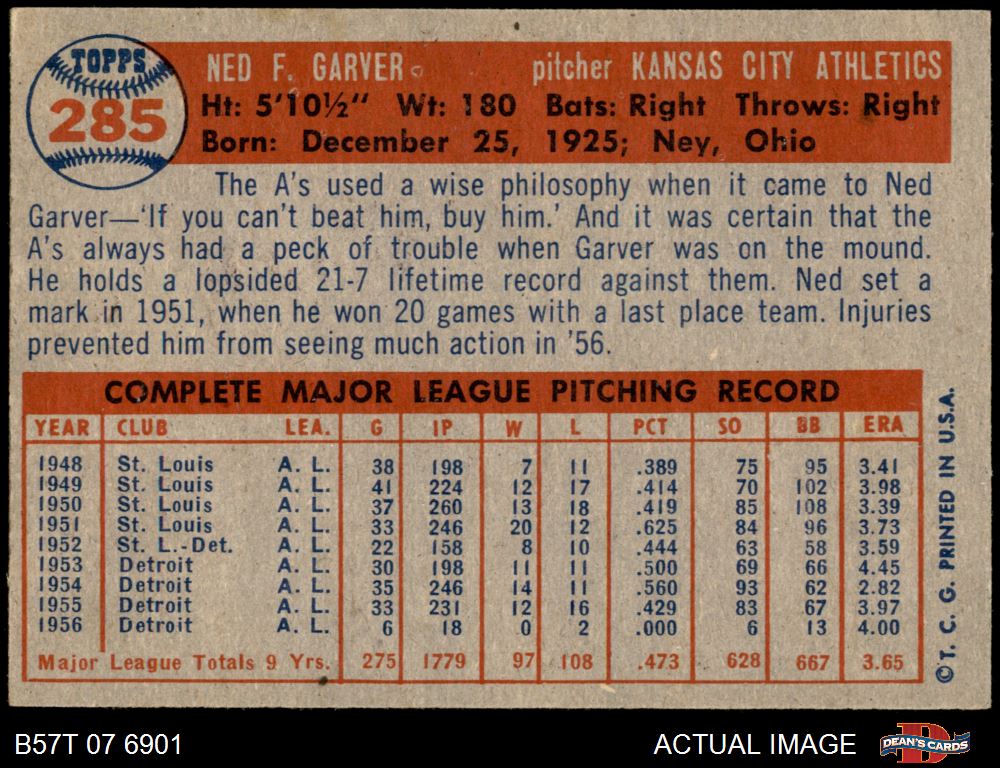 TOPPS
285
NED F. GARVER pitcher KANSAS CITY ATHLETICS
Ht: 5'10½" Wt: 180 Bats: Right Throws: Right
Born: December 25, 1925; Ney, Ohio
The A's used a wise philosophy when it came to Ned
Garver—'If you can't beat him, buy him.' And it was certain that the
A's always had a peck of trouble when Garver was on the mound.
He holds a lopsided 21-7 lifetime record against them. Ned set a
mark in 1951, when he won 20 games with a last place team. Injuries
prevented him from seeing much action in '56.
COMPLETE MAJOR LEAGUE PITCHING RECORD
YEAR CLUB LEA. G IP W L PCT SO BB ERA
1948 St. Louis A. L. 38 198 7 11 .389 75 95 3.41
1949 St. Louis A. L. 41 224 12 17 .414 70 102 3.98
1950 St. Louis A. L. 37 260 13 18 .419 85 108 3.39
1951 St. Louis A. L. 33 246 20 12 .625 84 96 3.73
1952 St. L.-Det. A. L. 22 158 8 10 .444 63 58 3.59
1953 Detroit A. L. 30 198 11 11 .500 69 66 4.45
1954 Detroit A. L. 35 246 14 11 .560 93 62 2.82
1955 Detroit A. L. 33 231 12 16 .429 83 67 3.97
1956 Detroit A. L. 6 18 0 2 .000 6 13 4.00
Major League Totals 9 Yrs. 275 1779 97 108 .473 628 667 3.65
©T. C. G. PRINTED IN U.S.A.
B57T 07 6901 ACTUAL IMAGE
DEAN'S CARDS